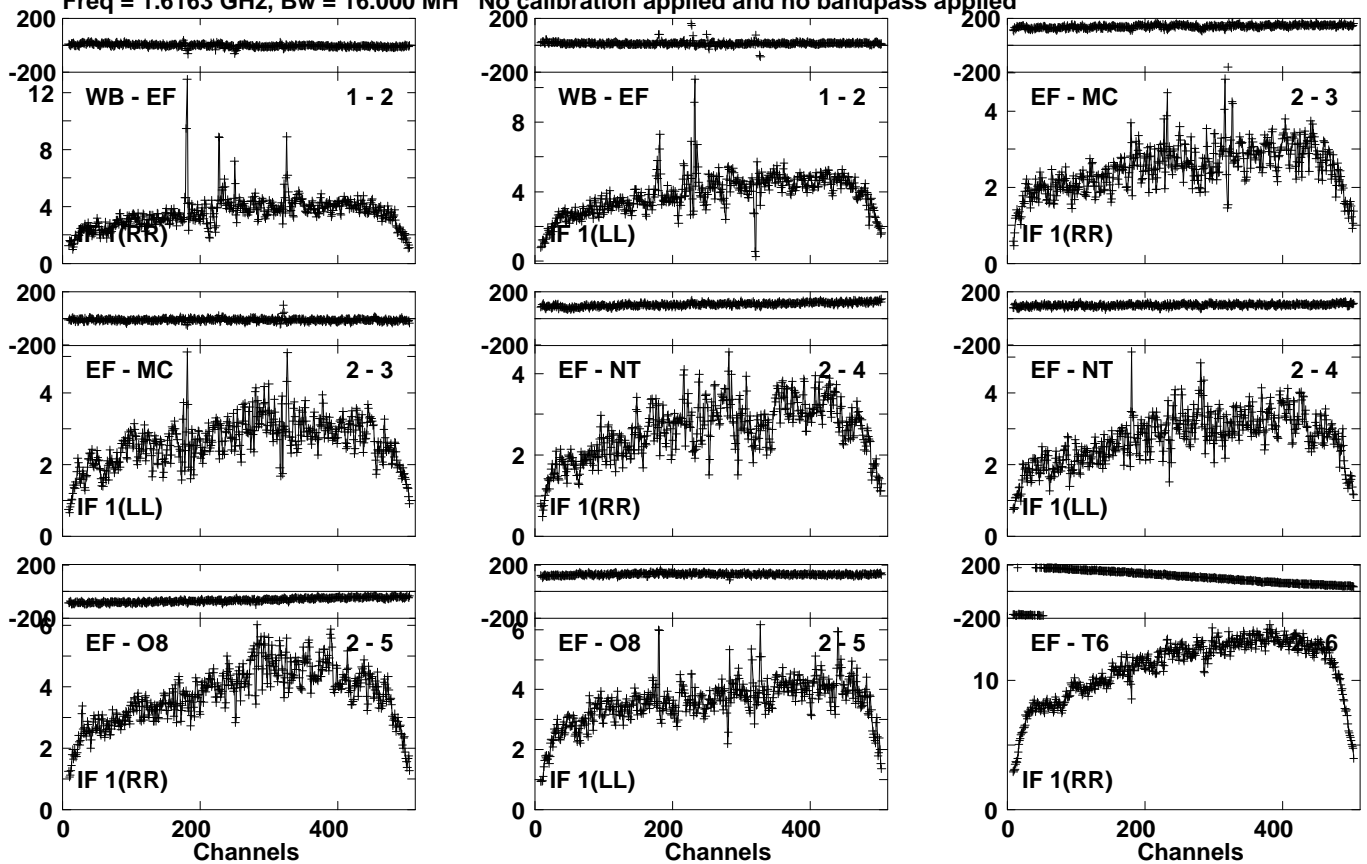 Freq = 1.6163 GHz, Bw = 16.000 MH No calibration applied and no bandpass applied
200 200 200
-200 -200 -200
WB - EF 1 - 2 WB - EF 1 - 2 EF - MC 2 - 3
12 8 4
8 4 2
4 0 0
0
IF 1(RR) IF 1(LL) IF 1(RR)
200 200 200
-200 -200 -200
EF - MC 2 - 3 EF - NT 2 - 4 EF - NT 2 - 4
4 4 4
2 2 2
0 0 0
IF 1(LL) IF 1(RR) IF 1(LL)
200 200 200
-200 -200 -200
EF - O8 2 - 5 EF - O8 2 - 5 EF - T6 2 - 6
6 6 10
4 4 0
2 2
0 0
IF 1(RR) IF 1(LL) IF 1(RR)
0 200 400 0 200 400 0 200 400
Channels Channels Channels